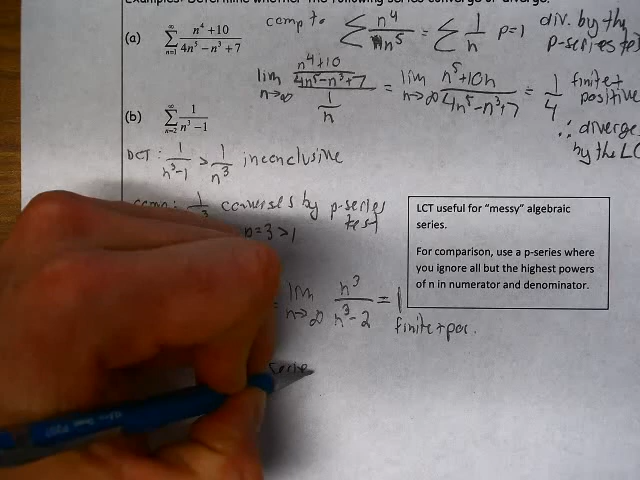 Examples: Determine whether the following series converge or diverge.
(a) ∞ ∑ n=1 n⁴ + 10 / 4n⁵ − n³ + 7
comp to ∑ n⁴ / n⁵ = ∑ 1/n p=1 div. by the
p-series test
lim n→∞ (n⁴+10 / 4n⁵−n³+7) / (1/n) = lim n→∞ n⁵+10n / 4n⁵−n³+7 = 1/4 finite +
positive
∴ diverges
by the LC
(b) ∞ ∑ n=2 1 / n³ − 1
DCT: 1 / n³−1 > 1 / n³ inconclusive
comp: 1 / 3 converges by p-series
test
p=3>1
= lim n→∞ n³ / n³−2 = 1
finite+pos.
LCT useful for “messy” algebraic
series.
For comparison, use a p-series where
you ignore all but the highest powers
of n in numerator and denominator.